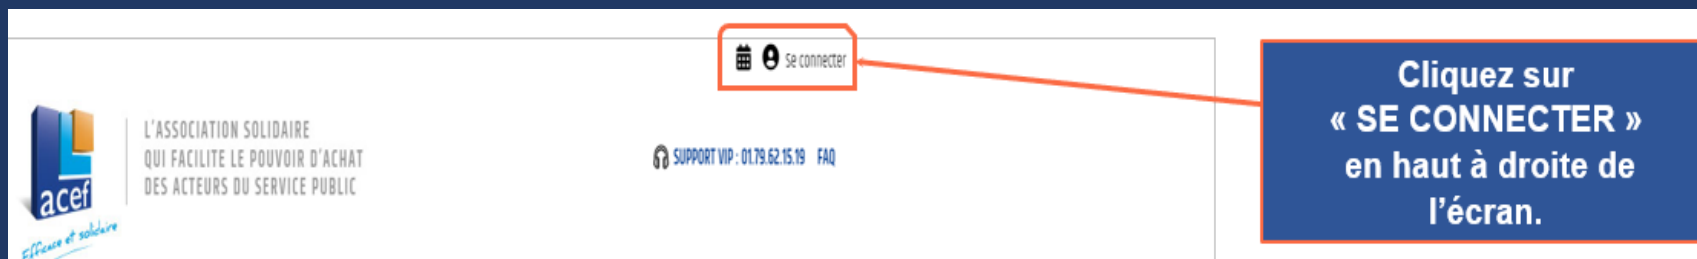 Se connecter
L'ASSOCIATION SOLIDAIRE
QUI FACILITE LE POUVOIR D'ACHAT
DES ACTEURS DU SERVICE PUBLIC
acef
Efficace et solidaire
SUPPORT VIP : 01.79.62.15.19 FAQ
Cliquez sur
« SE CONNECTER »
en haut à droite de
l'écran.